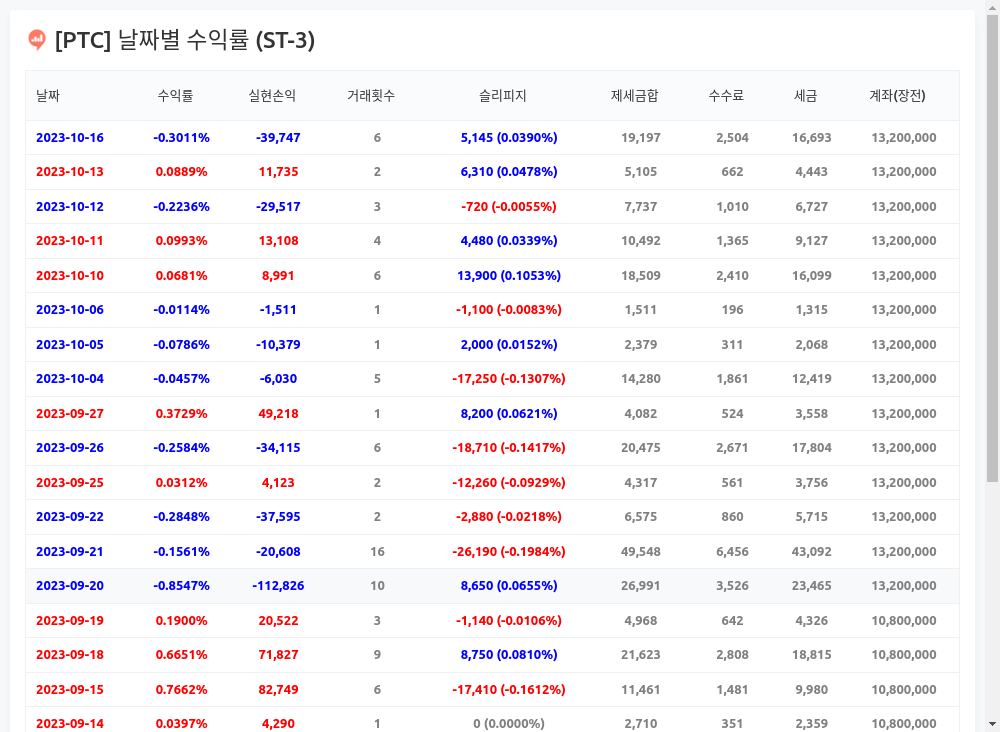 [PTC] 날짜별 수익률 (ST-3)
날짜 수익률 실현손익 거래횟수 슬리피지 제세금합 수수료 세금 계좌(장전)
2023-10-16 -0.3011% -39,747 6 5,145 (0.0390%) 19,197 2,504 16,693 13,200,000
2023-10-13 0.0889% 11,735 2 6,310 (0.0478%) 5,105 662 4,443 13,200,000
2023-10-12 -0.2236% -29,517 3 -720 (-0.0055%) 7,737 1,010 6,727 13,200,000
2023-10-11 0.0993% 13,108 4 4,480 (0.0339%) 10,492 1,365 9,127 13,200,000
2023-10-10 0.0681% 8,991 6 13,900 (0.1053%) 18,509 2,410 16,099 13,200,000
2023-10-06 -0.0114% -1,511 1 -1,100 (-0.0083%) 1,511 196 1,315 13,200,000
2023-10-05 -0.0786% -10,379 1 2,000 (0.0152%) 2,379 311 2,068 13,200,000
2023-10-04 -0.0457% -6,030 5 -17,250 (-0.1307%) 14,280 1,861 12,419 13,200,000
2023-09-27 0.3729% 49,218 1 8,200 (0.0621%) 4,082 524 3,558 13,200,000
2023-09-26 -0.2584% -34,115 6 -18,710 (-0.1417%) 20,475 2,671 17,804 13,200,000
2023-09-25 0.0312% 4,123 2 -12,260 (-0.0929%) 4,317 561 3,756 13,200,000
2023-09-22 -0.2848% -37,595 2 -2,880 (-0.0218%) 6,575 860 5,715 13,200,000
2023-09-21 -0.1561% -20,608 16 -26,190 (-0.1984%) 49,548 6,456 43,092 13,200,000
2023-09-20 -0.8547% -112,826 10 8,650 (0.0655%) 26,991 3,526 23,465 13,200,000
2023-09-19 0.1900% 20,522 3 -1,140 (-0.0106%) 4,968 642 4,326 10,800,000
2023-09-18 0.6651% 71,827 9 8,750 (0.0810%) 21,623 2,808 18,815 10,800,000
2023-09-15 0.7662% 82,749 6 -17,410 (-0.1612%) 11,461 1,481 9,980 10,800,000
2023-09-14 0.0397% 4,290 1 0 (0.0000%) 2,710 351 2,359 10,800,000